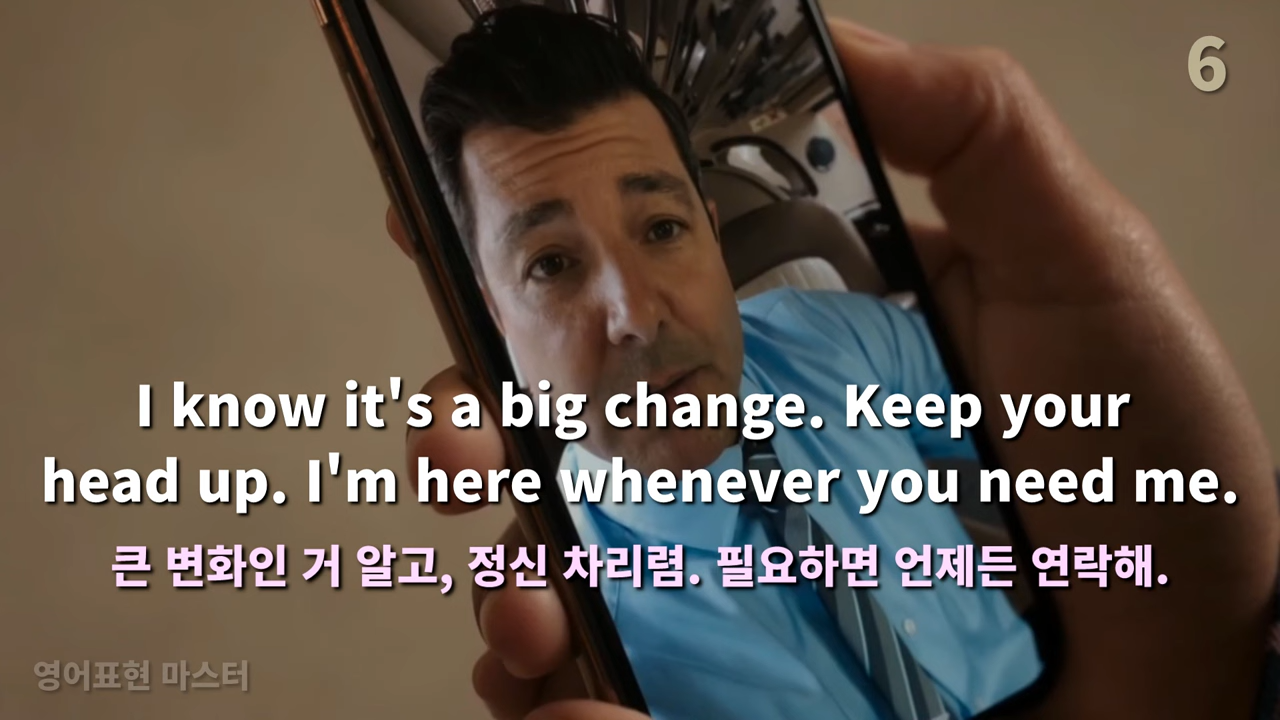 6
I know it's a big change. Keep your
head up. I'm here whenever you need me.
큰 변화인 거 알고, 정신 차리렴. 필요하면 언제든 연락해.
영어표현 마스터